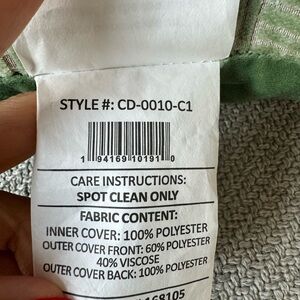 STYLE #: CD-0010-C1
1 94169 10191 0
CARE INSTRUCTIONS:
SPOT CLEAN ONLY
FABRIC CONTENT:
INNER COVER: 100% POLYESTER
OUTER COVER FRONT: 60% POLYESTER
40% VISCOSE
OUTER COVER BACK: 100% POLYESTER